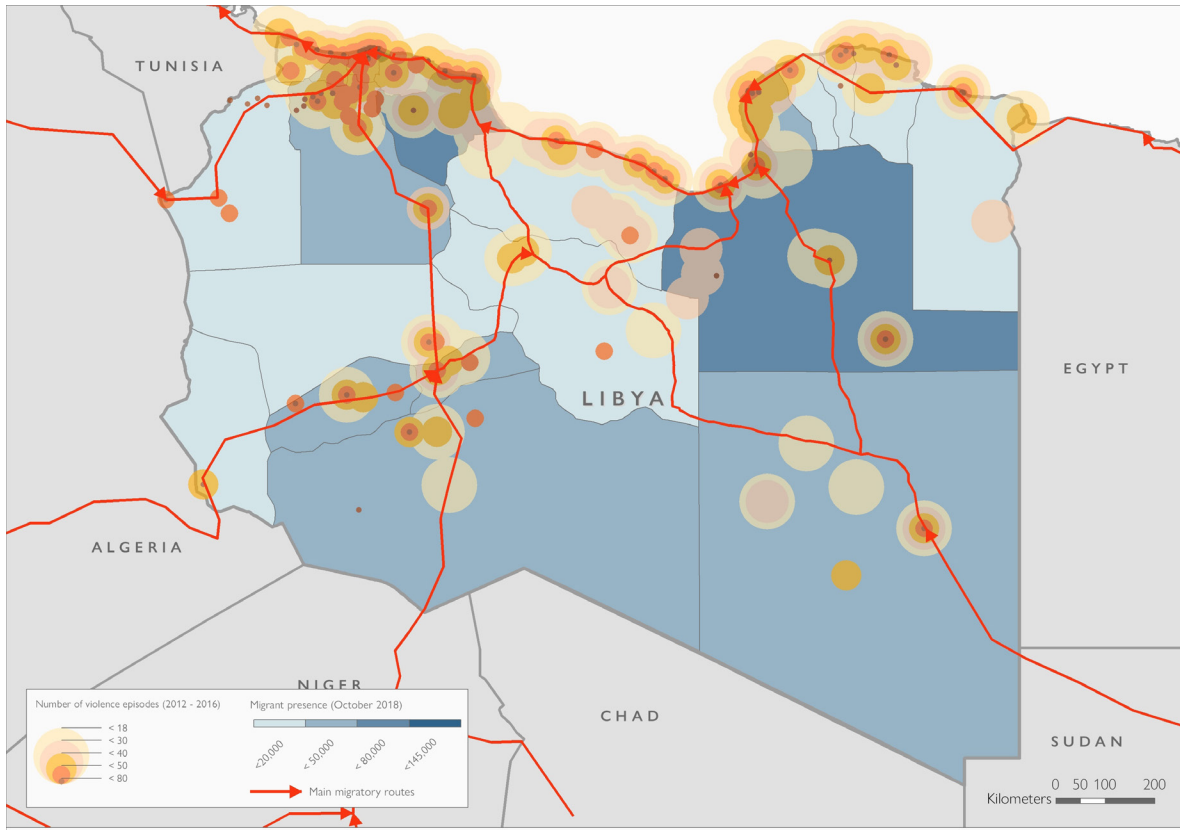 TUNISIA
LIBYA
EGYPT
ALGERIA
NIGER
CHAD
SUDAN
Number of violence episodes (2012 - 2016)
< 18
< 30
< 40
< 50
< 80
Migrant presence (October 2018)
<20,000 < 50,000 < 80,000 <145,000
Main migratory routes
0 50 100 200
Kilometers